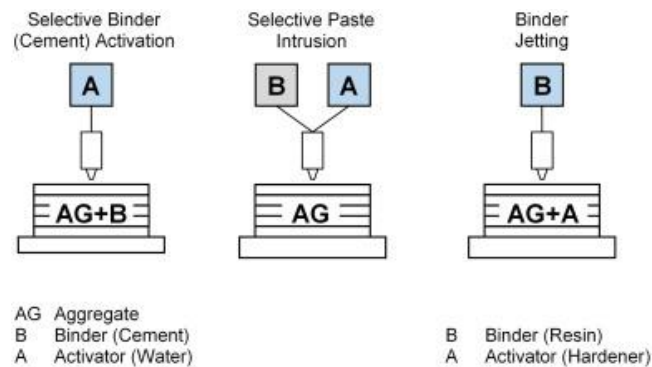 Selective Binder
(Cement) Activation
Selective Paste
Intrusion
Binder
Jetting
A
B
A
B
AG+B
AG
AG+A
AG Aggregate
B Binder (Cement)
A Activator (Water)
B Binder (Resin)
A Activator (Hardener)